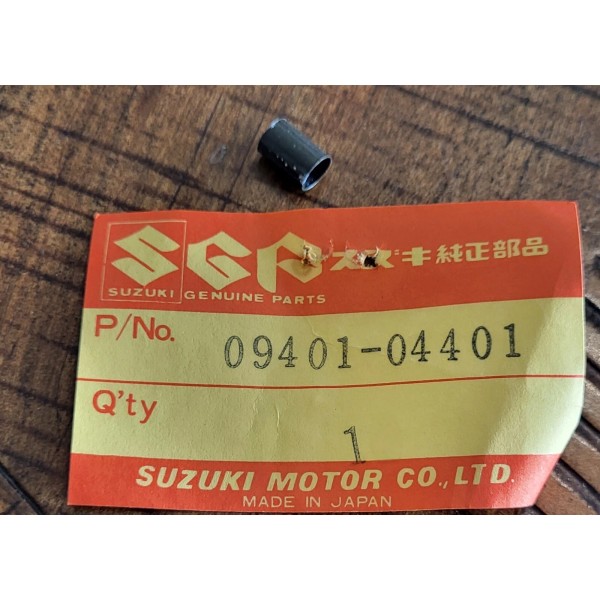 SGP スズキ純正部品
SUZUKI GENUINE PARTS
P/No. 09401-04401
Q'ty 1
SUZUKI MOTOR CO.,LTD.
MADE IN JAPAN